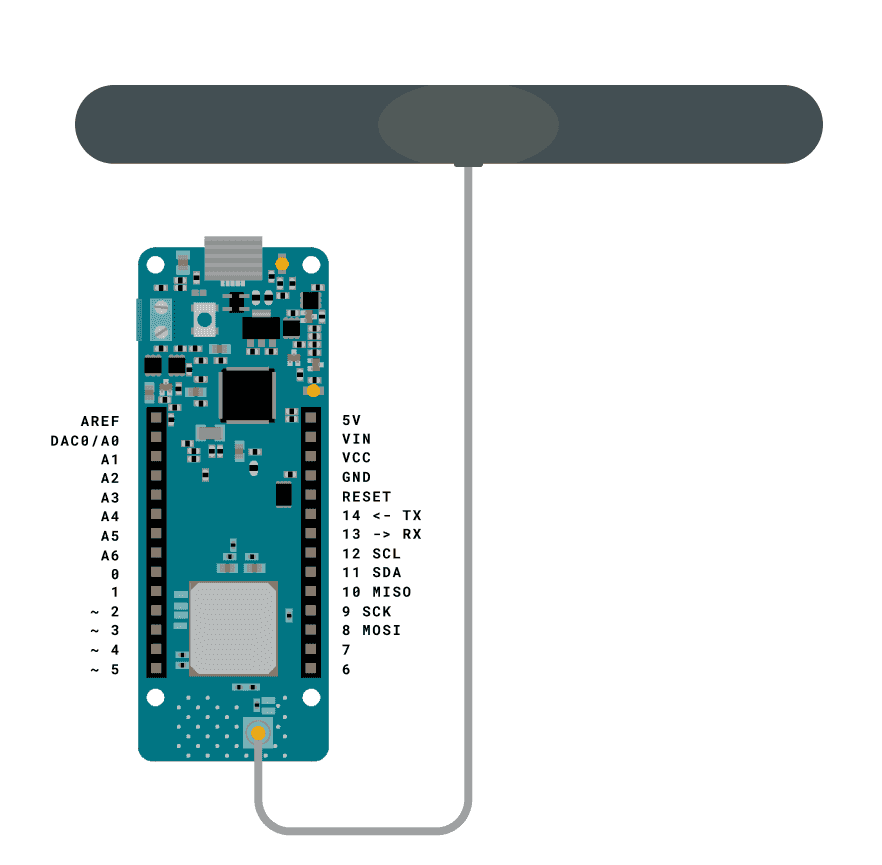 AREF
DAC0/A0
A1
A2
A3
A4
A5
A6
0
1
~ 2
~ 3
~ 4
~ 5
5V
VIN
VCC
GND
RESET
14 <- TX
13 -> RX
12 SCL
11 SDA
10 MISO
9 SCK
8 MOSI
7
6